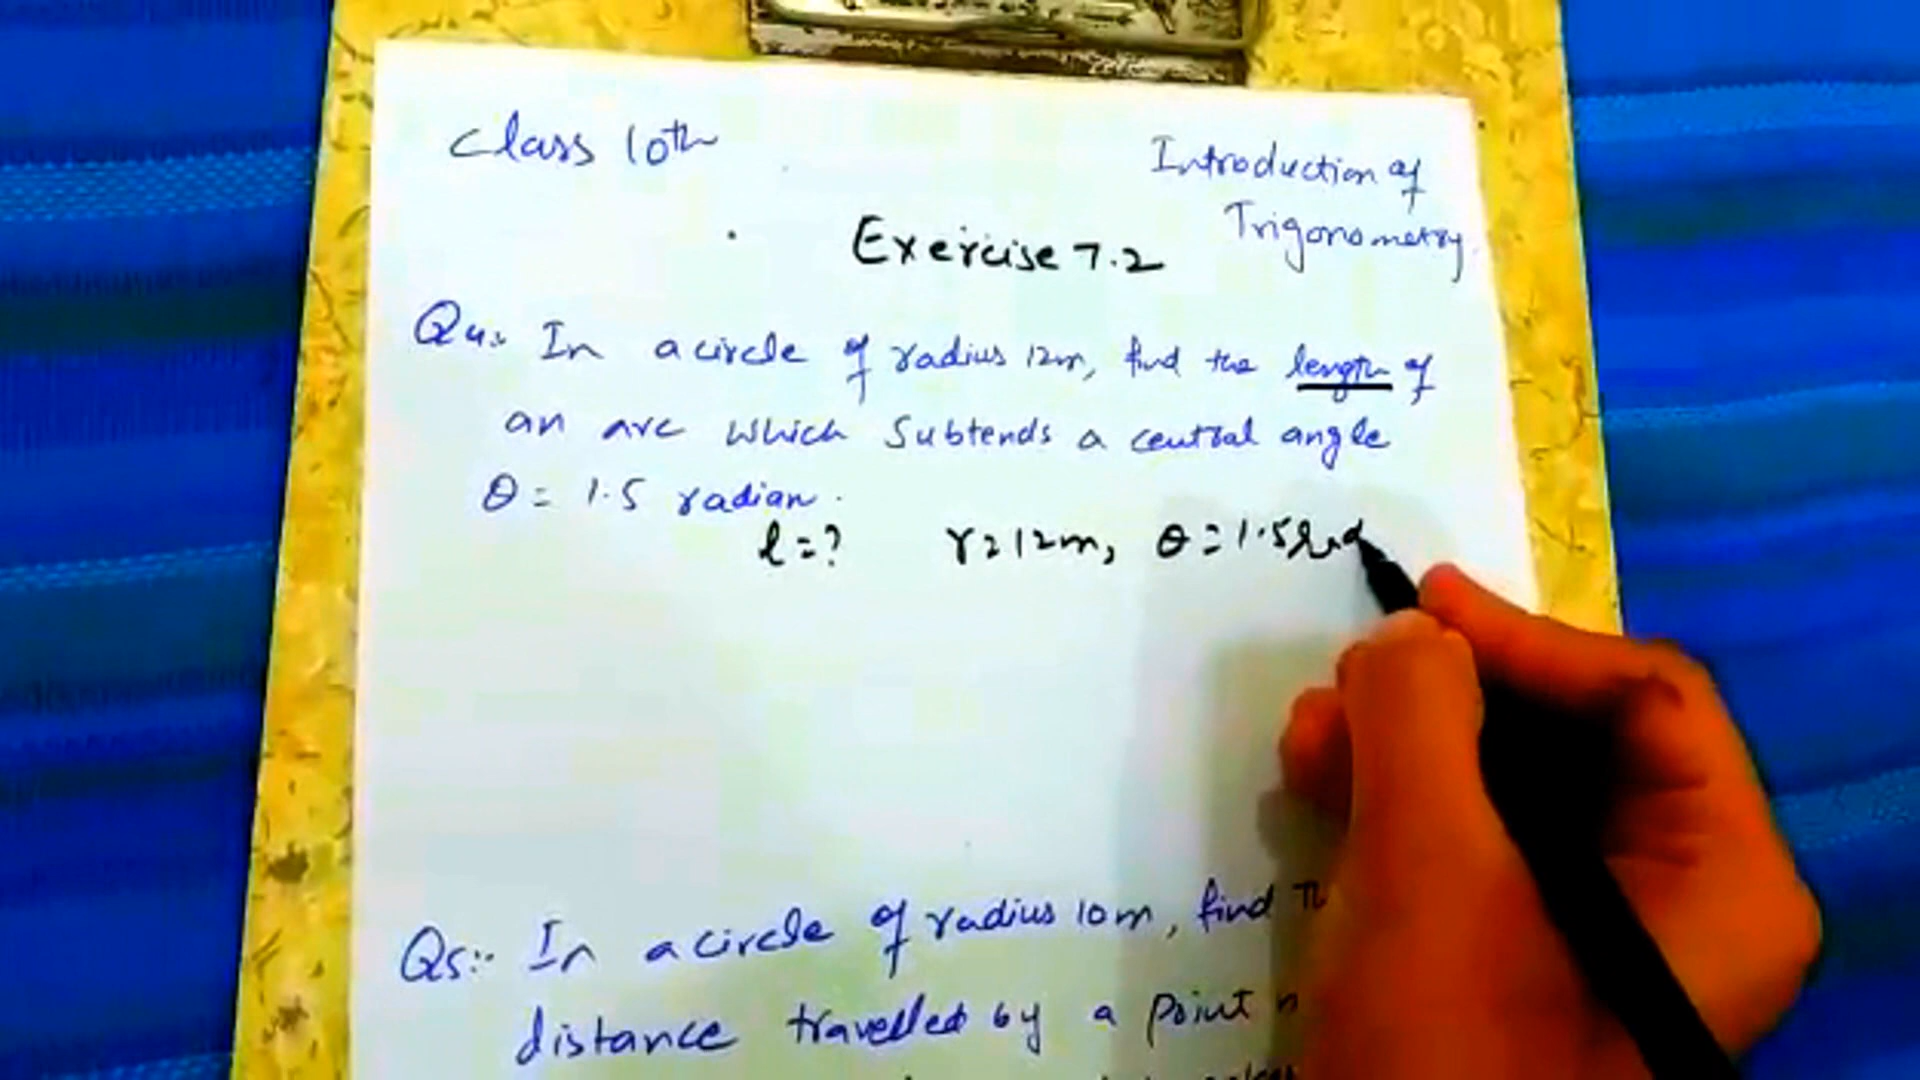 Class 10th
Introduction of
Trigonometry
Exercise 7.2
Q4:- In a circle of radius 12m, find the length of
an arc which subtends a central angle
θ = 1.5 radian.
l=? r=12m, θ=1.5rad
Q5:- In a circle of radius 10m, find
distance travelled by a point